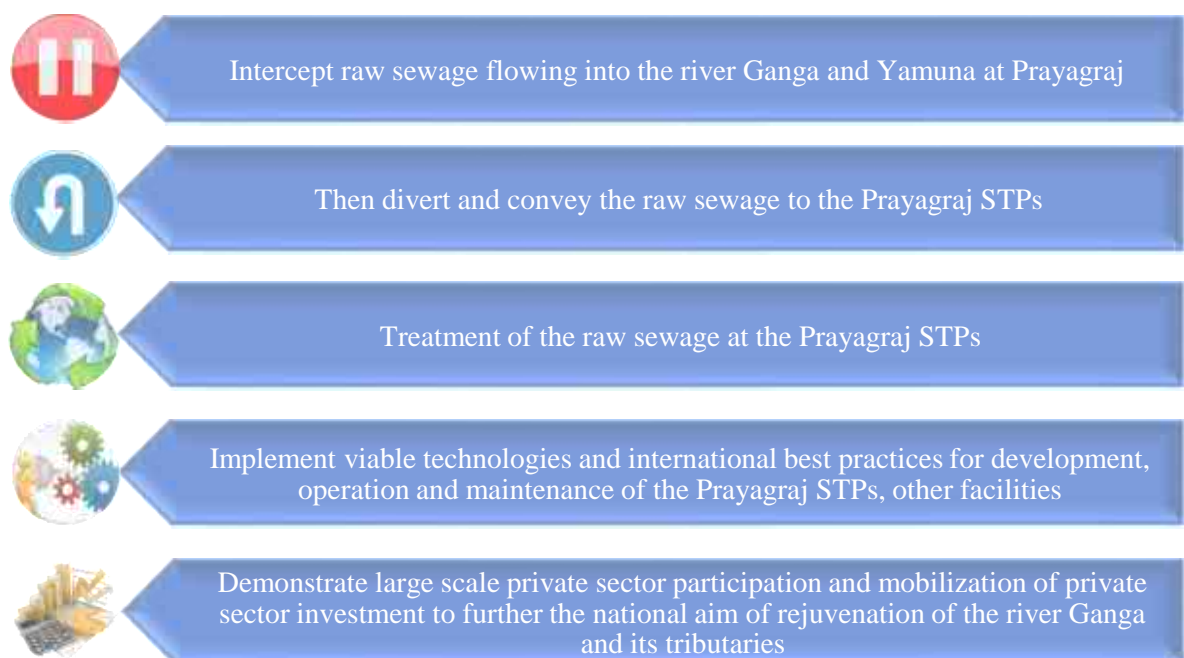 Intercept raw sewage flowing into the river Ganga and Yamuna at Prayagraj
Then divert and convey the raw sewage to the Prayagraj STPs
Treatment of the raw sewage at the Prayagraj STPs
Implement viable technologies and international best practices for development,
operation and maintenance of the Prayagraj STPs, other facilities
Demonstrate large scale private sector participation and mobilization of private
sector investment to further the national aim of rejuvenation of the river Ganga
and its tributaries